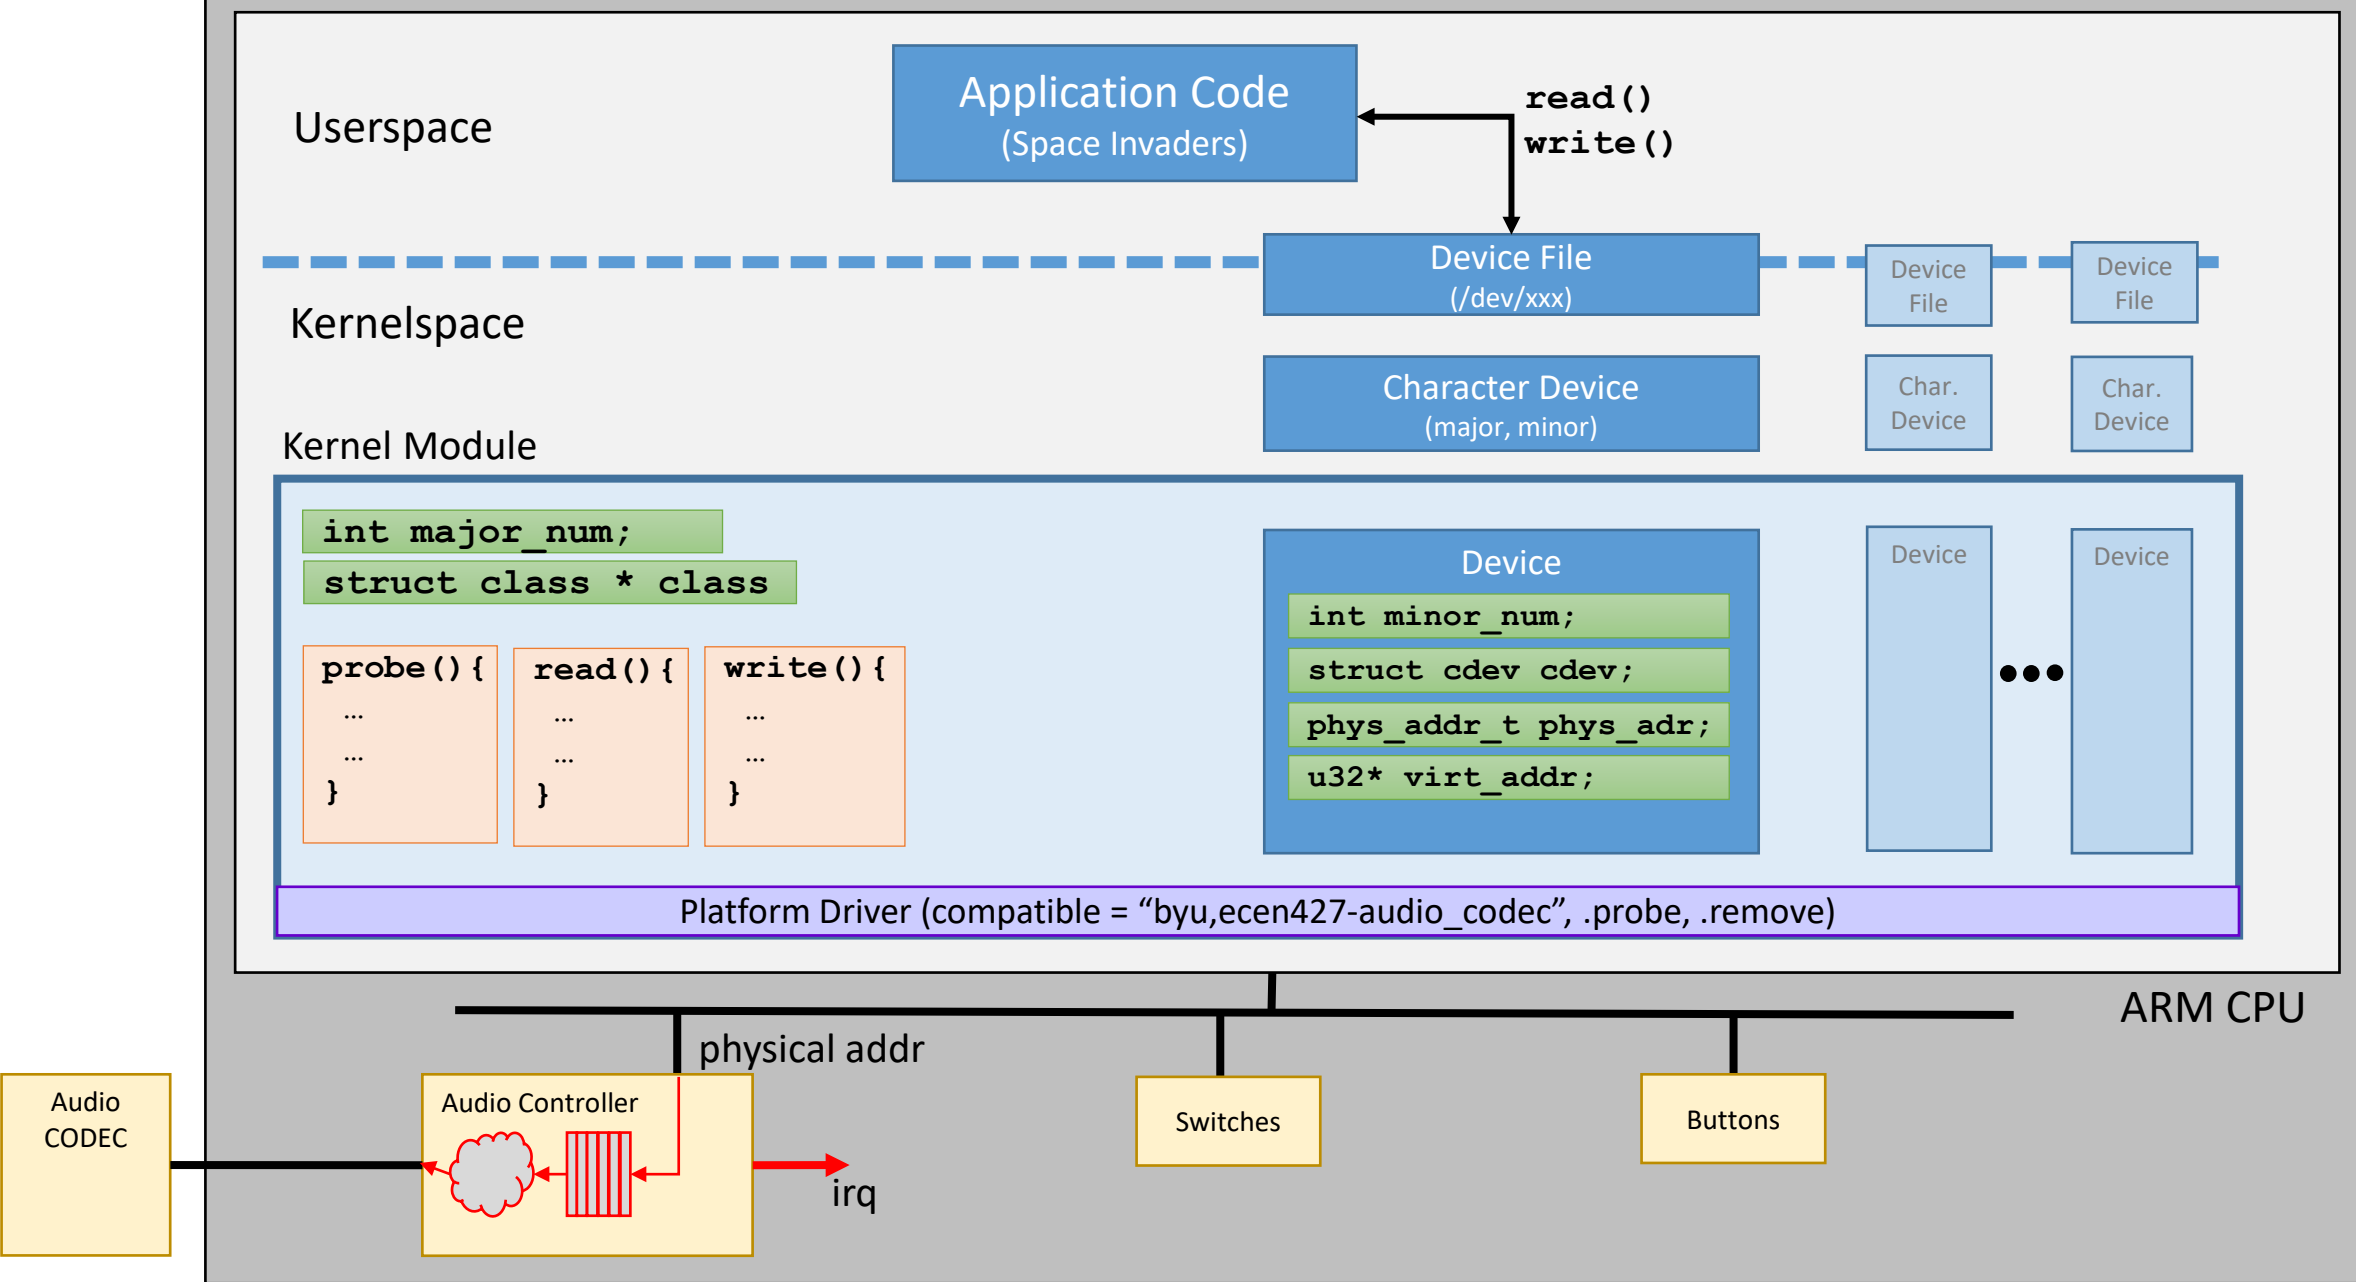 Userspace
Application Code
(Space Invaders)
read()
write()
Device File
(/dev/xxx)
Device
File
Device
File
Kernelspace
Character Device
(major, minor)
Char.
Device
Char.
Device
Kernel Module
int major_num;
struct class * class
probe(){
…
…
}
read(){
…
…
}
write(){
…
…
}
Device
int minor_num;
struct cdev cdev;
phys_addr_t phys_adr;
u32* virt_addr;
Device
Device
Platform Driver (compatible = “byu,ecen427-audio_codec”, .probe, .remove)
ARM CPU
physical addr
Audio
CODEC
Audio Controller
irq
Switches
Buttons